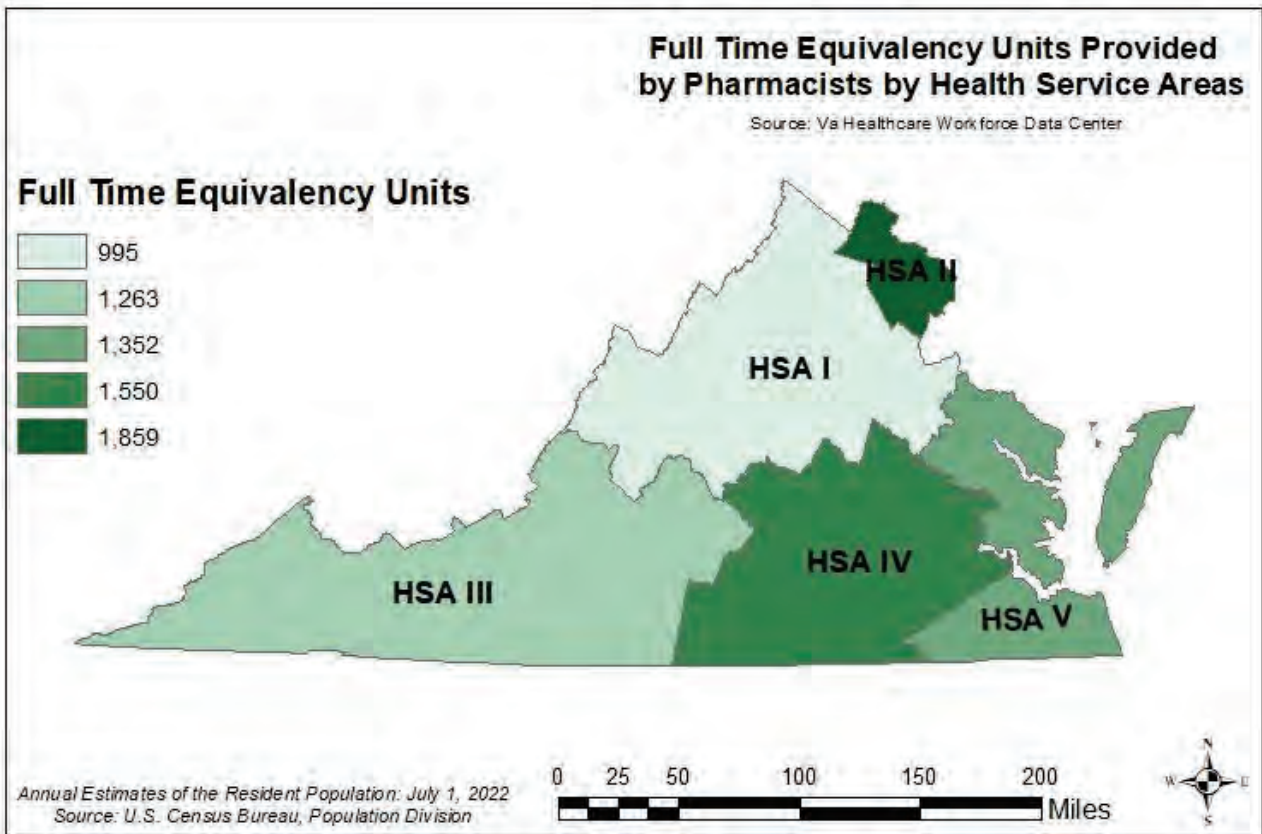 Full Time Equivalency Units Provided
by Pharmacists by Health Service Areas
Source: Va Healthcare Workforce Data Center
Full Time Equivalency Units
995
1,263
1,352
1,550
1,859
HSA II
HSA I
HSA IV
HSA III
HSA V
Annual Estimates of the Resident Population: July 1, 2022
Source: U.S. Census Bureau, Population Division
0 25 50 100 150 200
Miles
N
W E
S